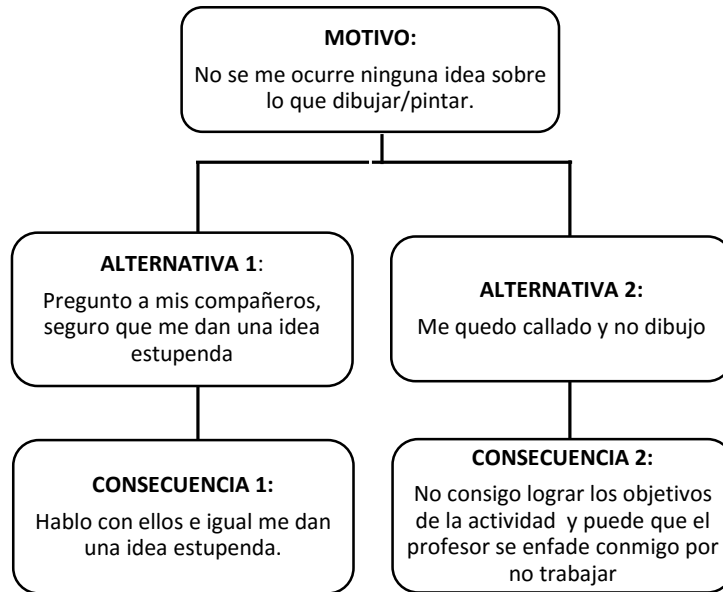 MOTIVO:
No se me ocurre ninguna idea sobre
lo que dibujar/pintar.
ALTERNATIVA 1:
Pregunto a mis compañeros,
seguro que me dan una idea
estupenda
ALTERNATIVA 2:
Me quedo callado y no dibujo
CONSECUENCIA 1:
Hablo con ellos e igual me dan
una idea estupenda.
CONSECUENCIA 2:
No consigo lograr los objetivos
de la actividad y puede que el
profesor se enfade conmigo por
no trabajar